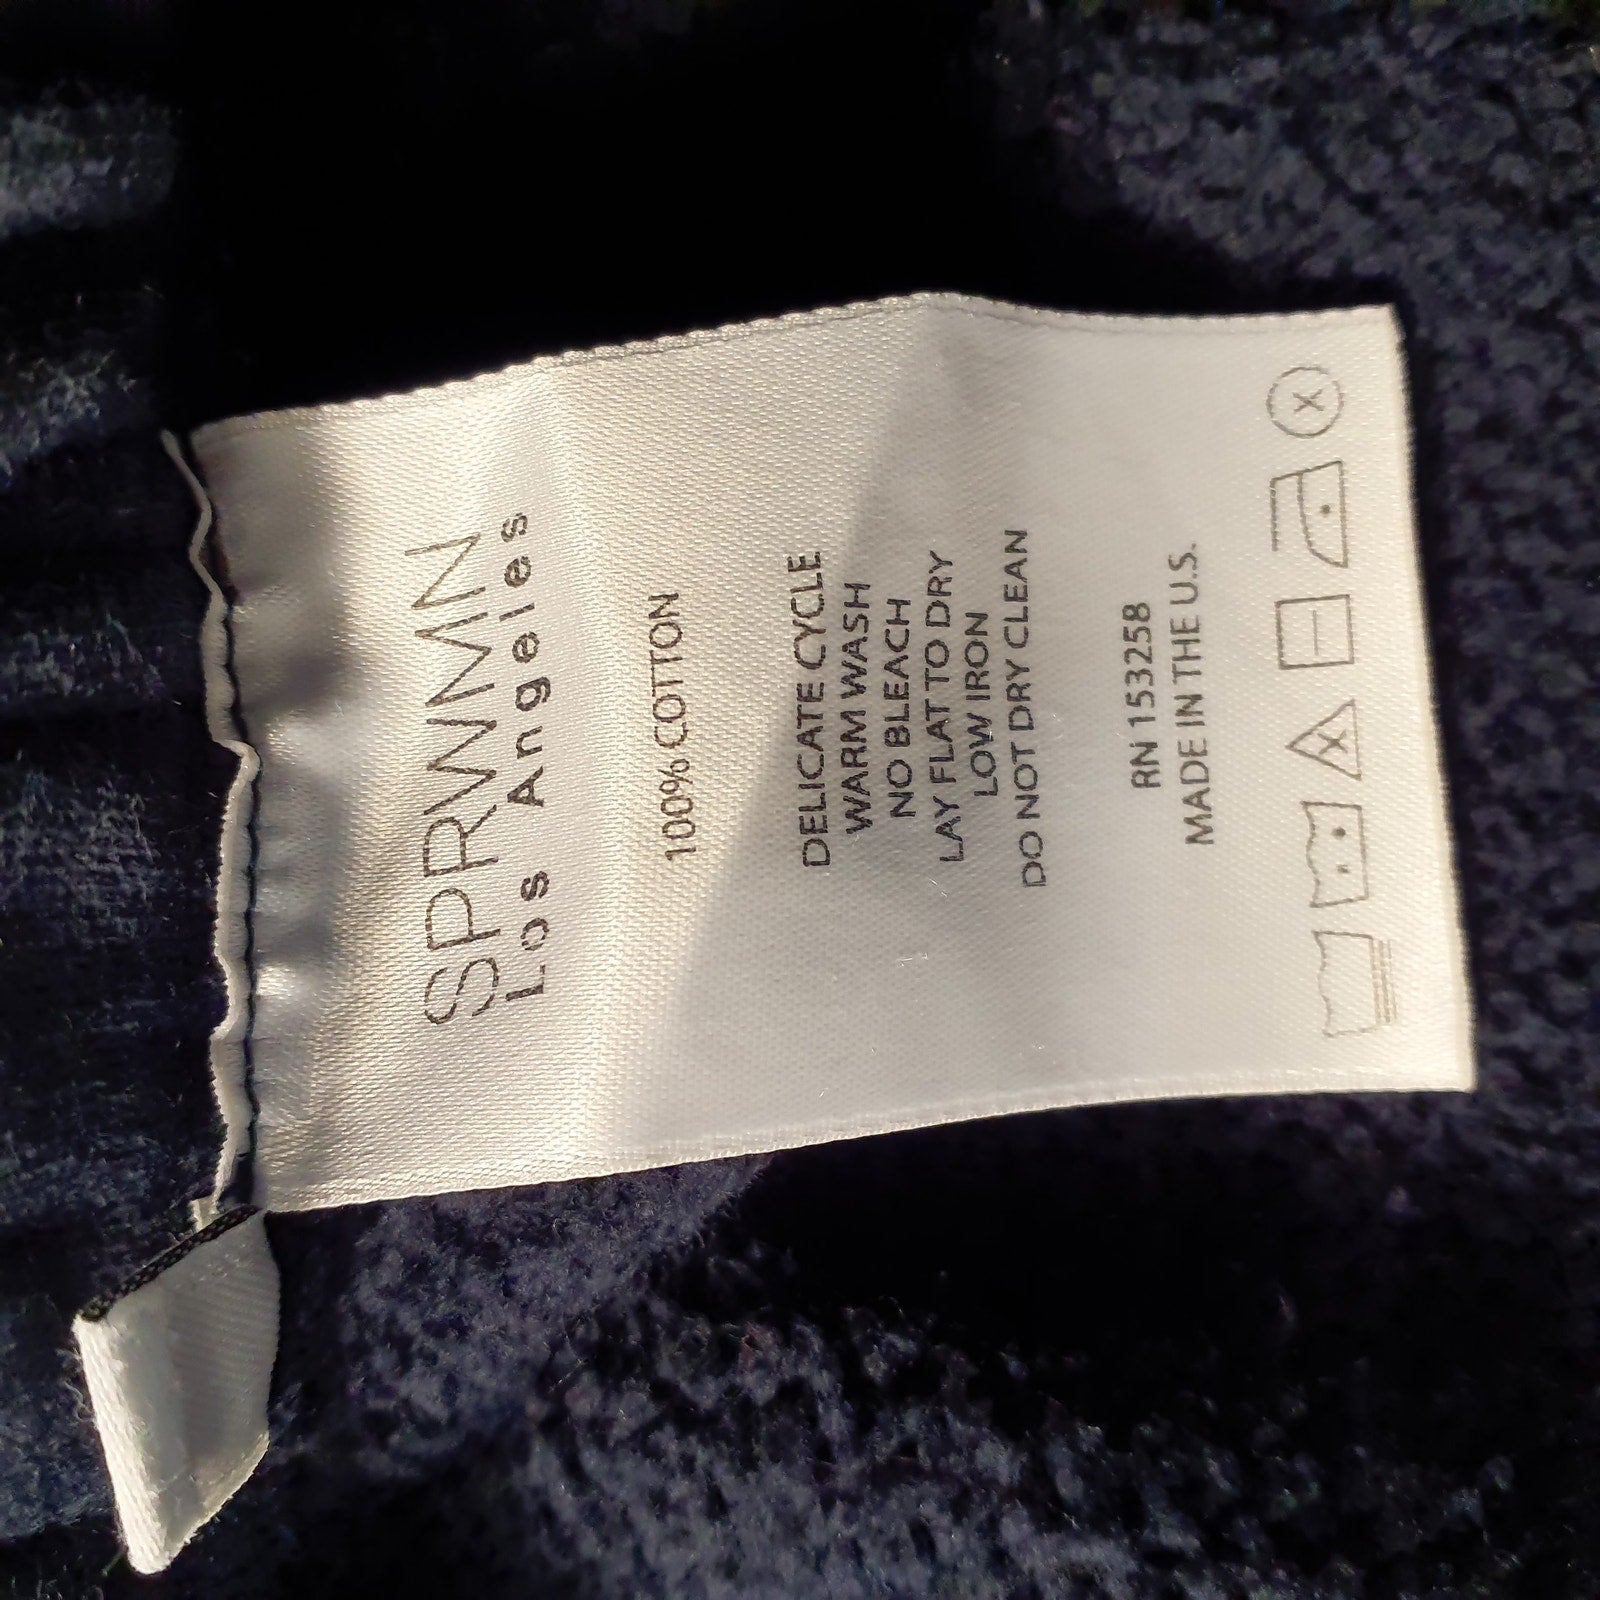 SPRWMN
Los Angeles
100% COTTON
DELICATE CYCLE
WARM WASH
NO BLEACH
LAY FLAT TO DRY
LOW IRON
DO NOT DRY CLEAN
RN 153258
MADE IN THE U.S.